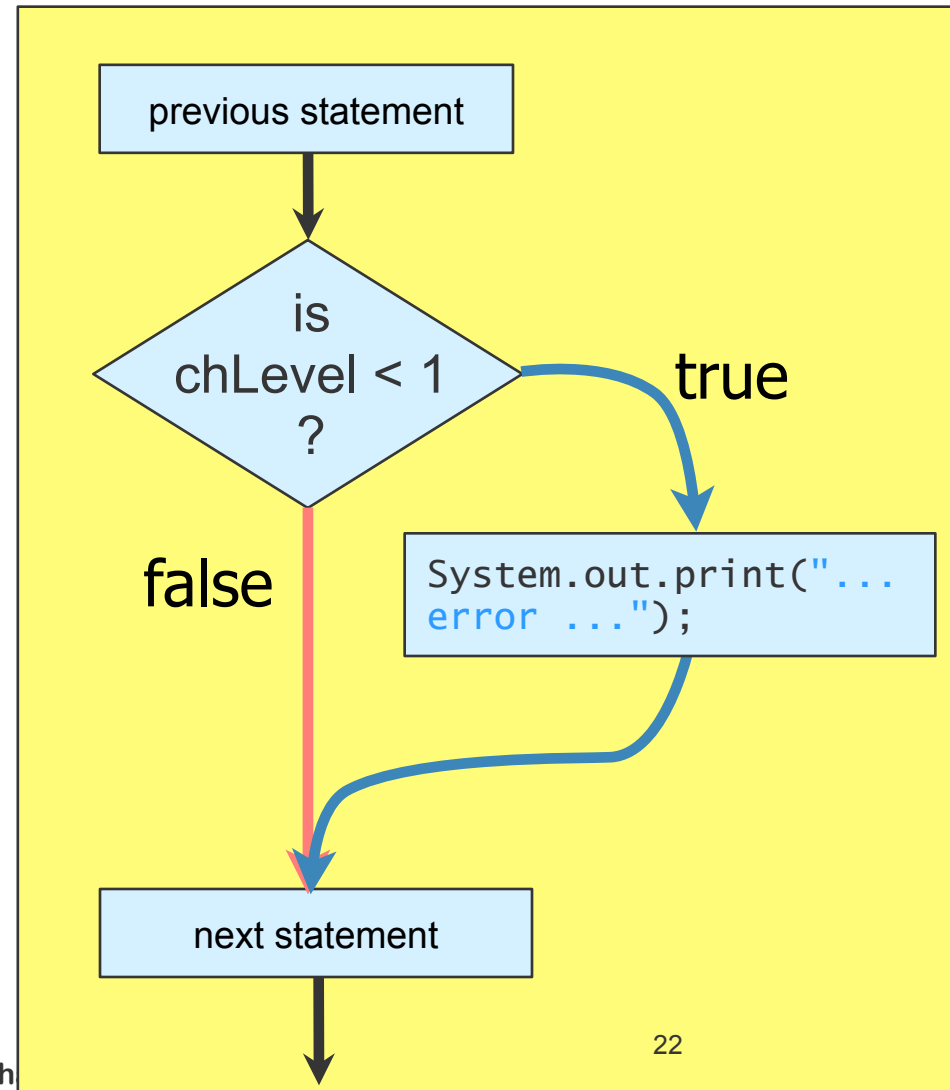 previous statement
is
chLevel < 1
?
true
false
System.out.print("...
error ...");
next statement
22